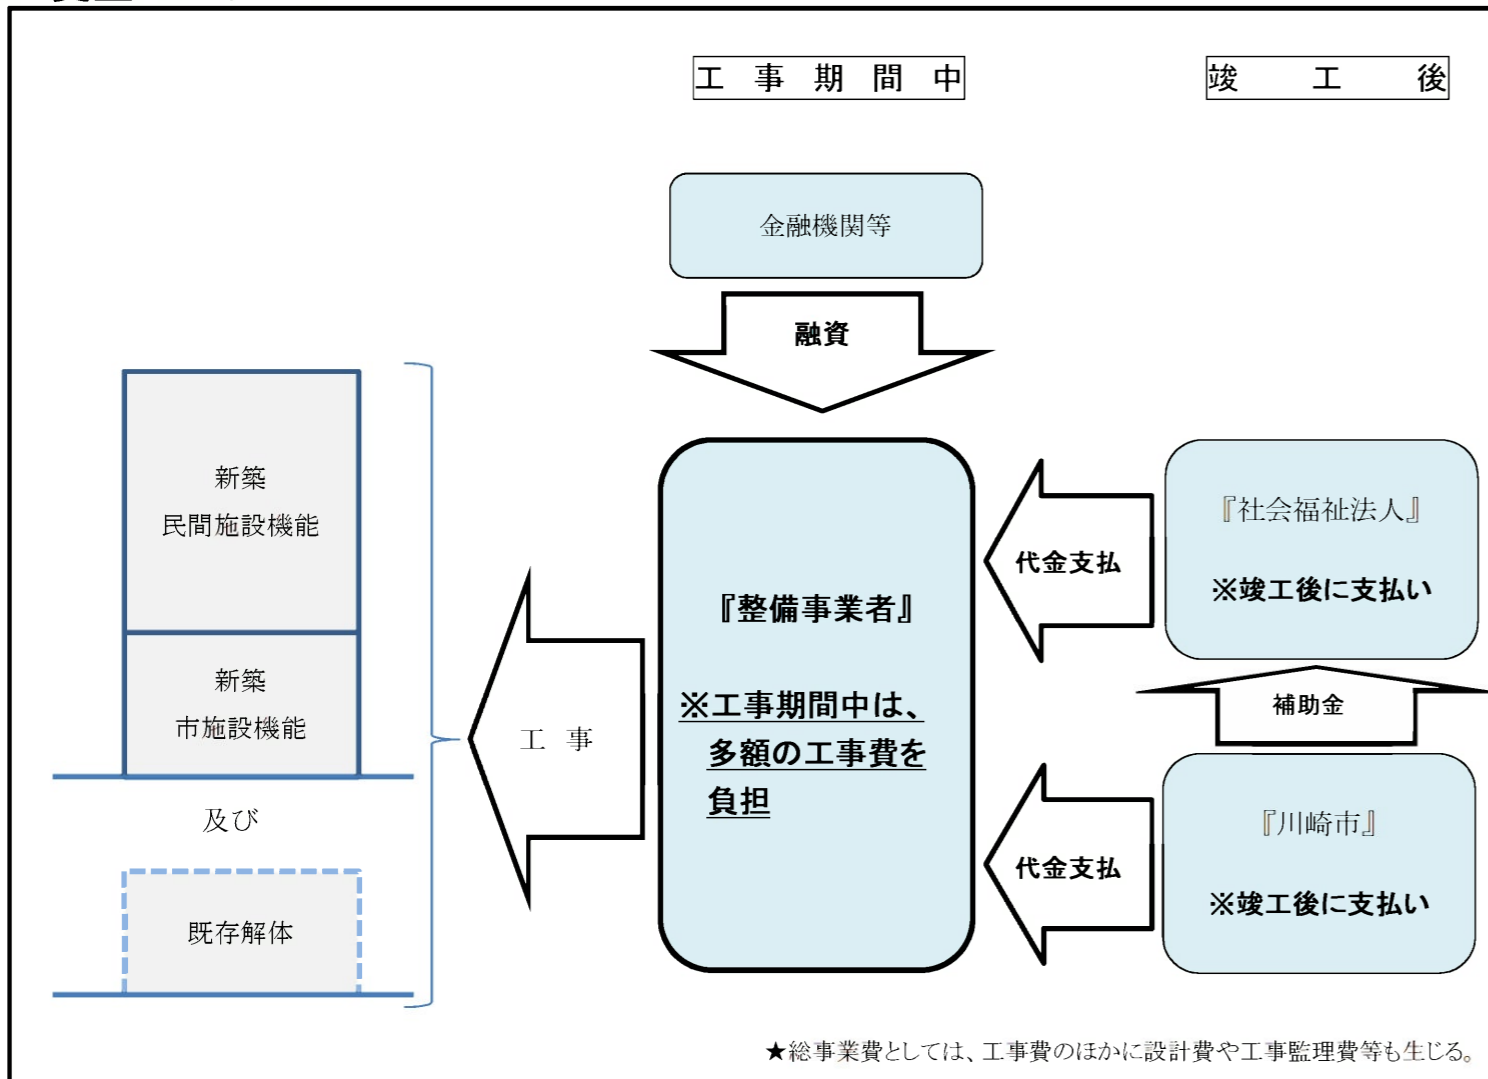 工事期間中
竣工後
金融機関等
融資
新築
民間施設機能
新築
市施設機能
及び
既存解体
工事
『整備事業者』
※工事期間中は、
多額の工事費を
負担
代金支払
『社会福祉法人』
※竣工後に支払い
補助金
代金支払
『川崎市』
※竣工後に支払い
★総事業費としては、工事費のほかに設計費や工事監理費等も生じる。